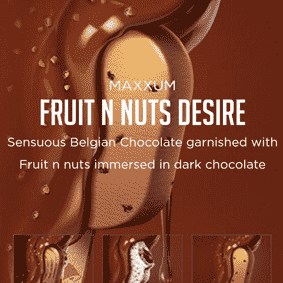 MAXXUM
FRUIT N NUTS DESIRE
Sensuous Belgian Chocolate garnished with
Fruit n nuts immersed in dark chocolate